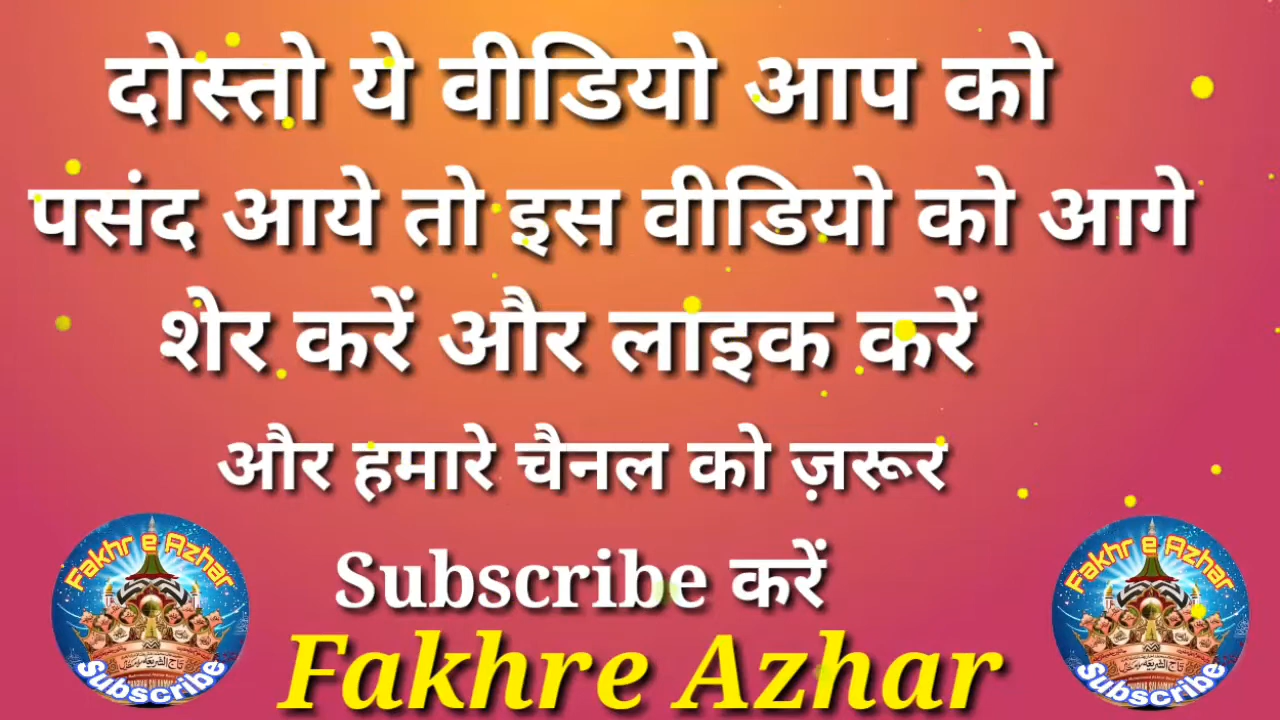 दोस्तो ये वीडियो आप को
पसंद आये तो इस वीडियो को आगे
शेर करें और लाइक करें
और हमारे चैनल को ज़रूर
Subscribe करें
Fakhre Azhar
Fakhr e Azhar
Subscribe
Fakhr e Azhar
Subscribe